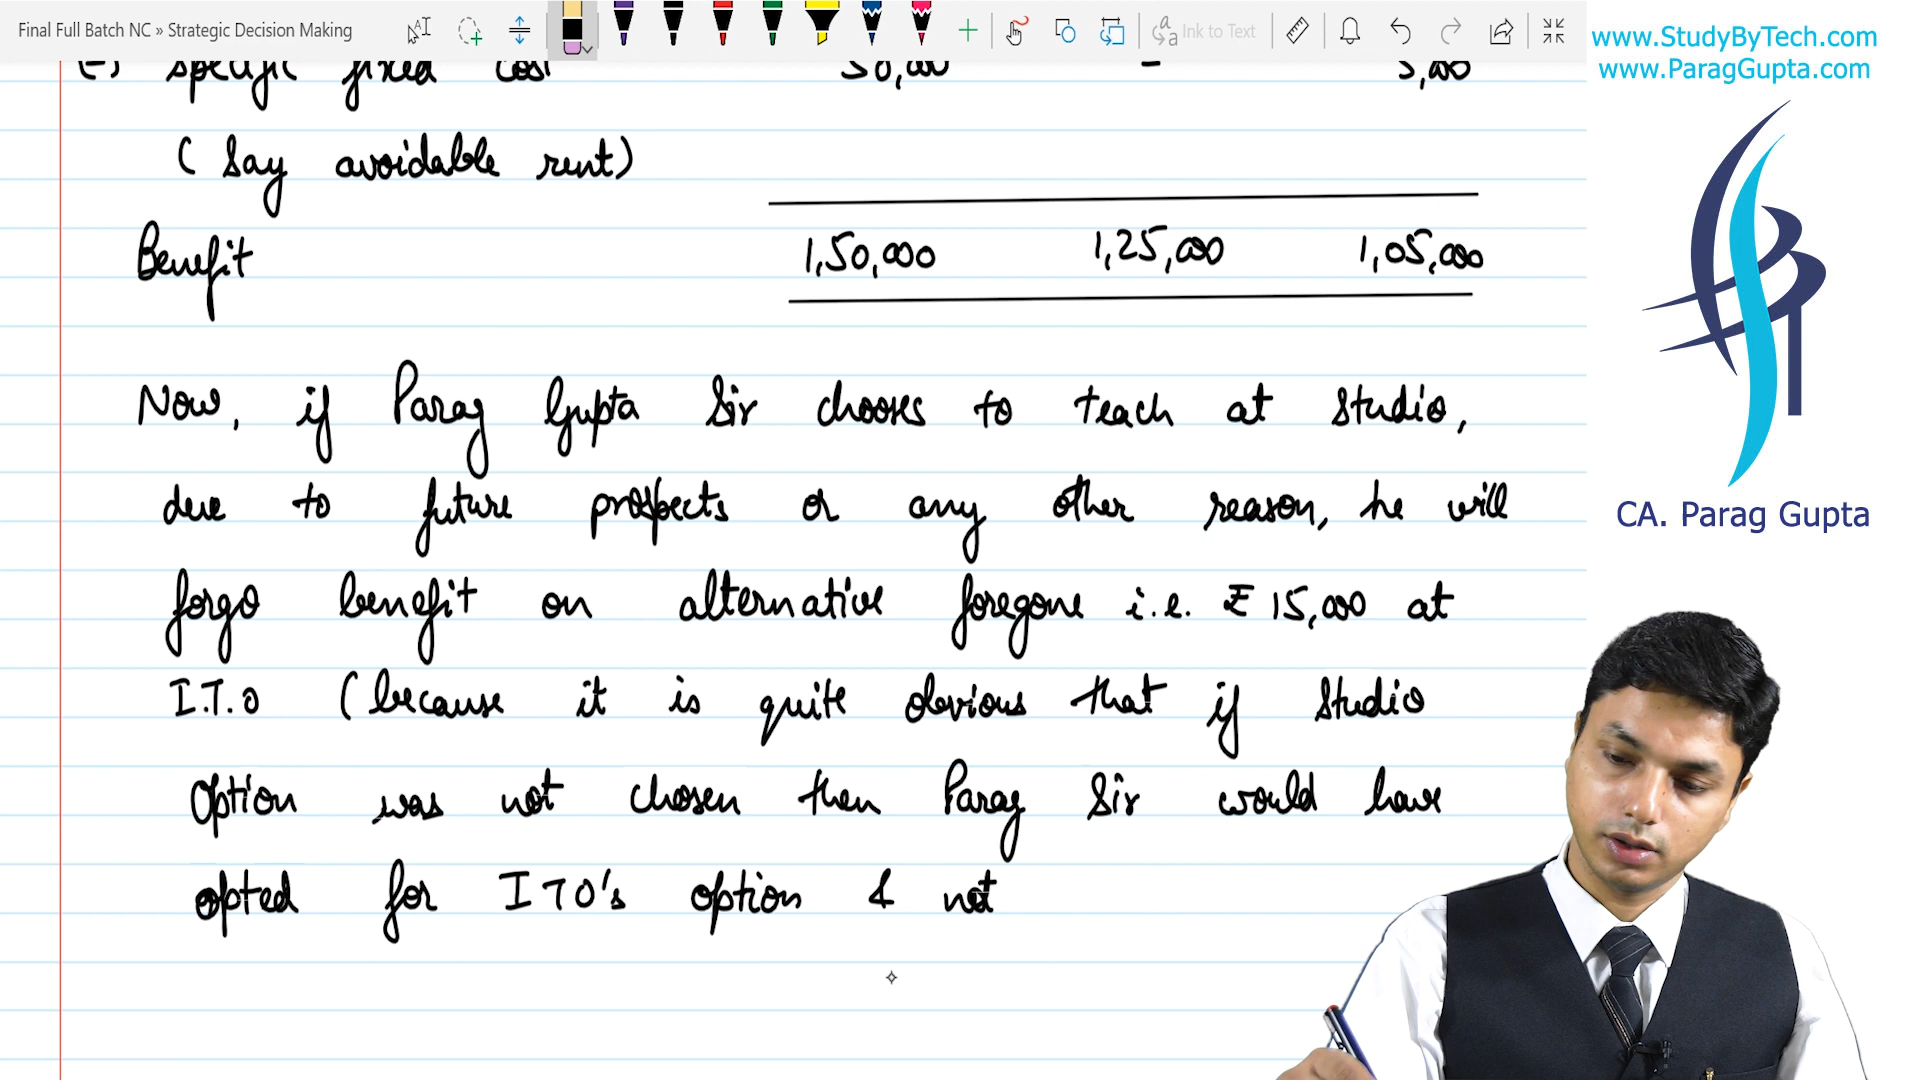 Final Full Batch NC » Strategic Decision Making
Ink to Text
www.StudyByTech.com
www.ParagGupta.com
(-) specific fixed cost 50,000 - 5,000
(Say avoidable rent)
Benefit 1,50,000 1,25,000 1,05,000
Now, if Parag Gupta Sir chooses to teach at Studio,
due to future prospects or any other reason, he will
forgo benefit on alternative foregone i.e. ₹ 15,000 at
I.T.O (because it is quite obvious that if Studio
option was not chosen then Parag Sir would have
opted for ITO's option & not
CA. Parag Gupta